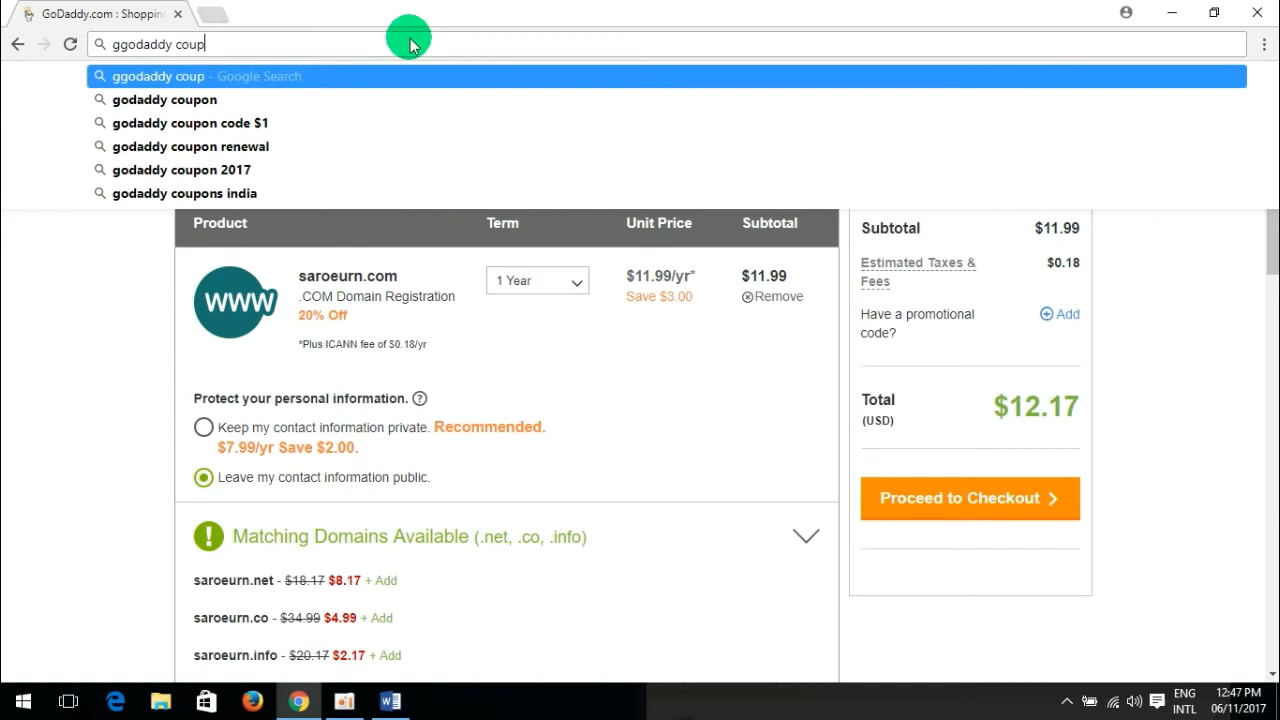 GoDaddy.com : Shoppin
ggodaddy coup
ggodaddy coup - Google Search
godaddy coupon
godaddy coupon code $1
godaddy coupon renewal
godaddy coupon 2017
godaddy coupons india
Product Term Unit Price Subtotal
saroeurn.com
.COM Domain Registration
20% Off
*Plus ICANN fee of $0.18/yr
WWW
1 Year
$11.99/yr*
Save $3.00
$11.99
Remove
Protect your personal information. ?
Keep my contact information private. Recommended.
$7.99/yr Save $2.00.
Leave my contact information public.
! Matching Domains Available (.net, .co, .info)
saroeurn.net - $18.17 $8.17 + Add
saroeurn.co - $34.99 $4.99 + Add
saroeurn.info - $20.17 $2.17 + Add
Subtotal $11.99
Estimated Taxes & $0.18
Fees
Have a promotional Add
code?
Total $12.17
(USD)
Proceed to Checkout
ENG
INTL
12:47 PM
06/11/2017